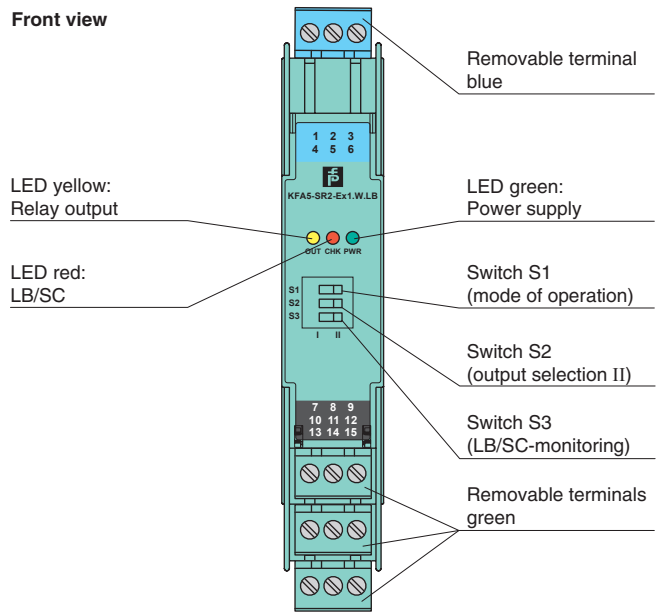 Front view
Removable terminal
blue
1 2 3
4 5 6
KFA5-SR2-Ex1.W.LB
LED yellow:
Relay output
LED green:
Power supply
OUT CHK PWR
LED red:
LB/SC
Switch S1
(mode of operation)
S1
S2
S3
I II
Switch S2
(output selection II)
7 8 9
10 11 12
13 14 15
Switch S3
(LB/SC-monitoring)
Removable terminals
green